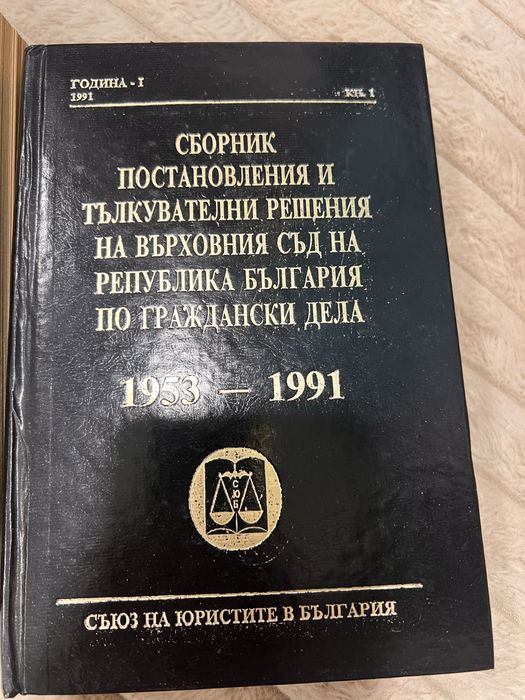 ГОДИНА - I
1991
КН. 1
СБОРНИК
ПОСТАНОВЛЕНИЯ И
ТЪЛКУВАТЕЛНИ РЕШЕНИЯ
НА ВЪРХОВНИЯ СЪД НА
РЕПУБЛИКА БЪЛГАРИЯ
ПО ГРАЖДАНСКИ ДЕЛА
1953 — 1991
СЮБ
СЪЮЗ НА ЮРИСТИТЕ В БЪЛГАРИЯ